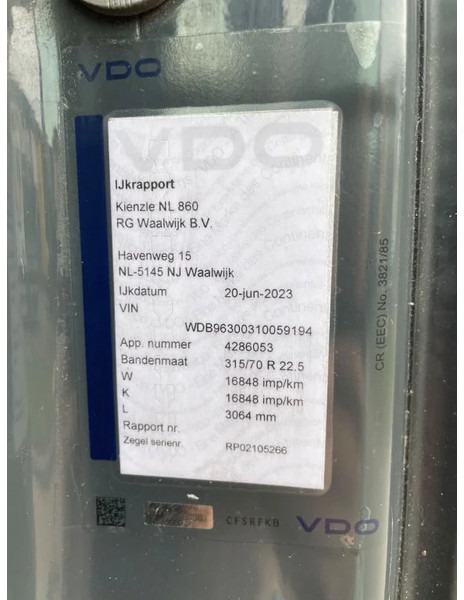 VDO
VDO
IJkrapport
Kienzle NL 860
RG Waalwijk B.V.
Havenweg 15
NL-5145 NJ Waalwijk
IJkdatum 20-jun-2023
VIN
WDB96300310059194
App. nummer 4286053
Bandenmaat 315/70 R 22.5
W 16848 imp/km
K 16848 imp/km
L 3064 mm
Rapport nr.
Zegel serienr. RP02105266
CR (EEC) No. 3821/85
CFSRFKB
VDO